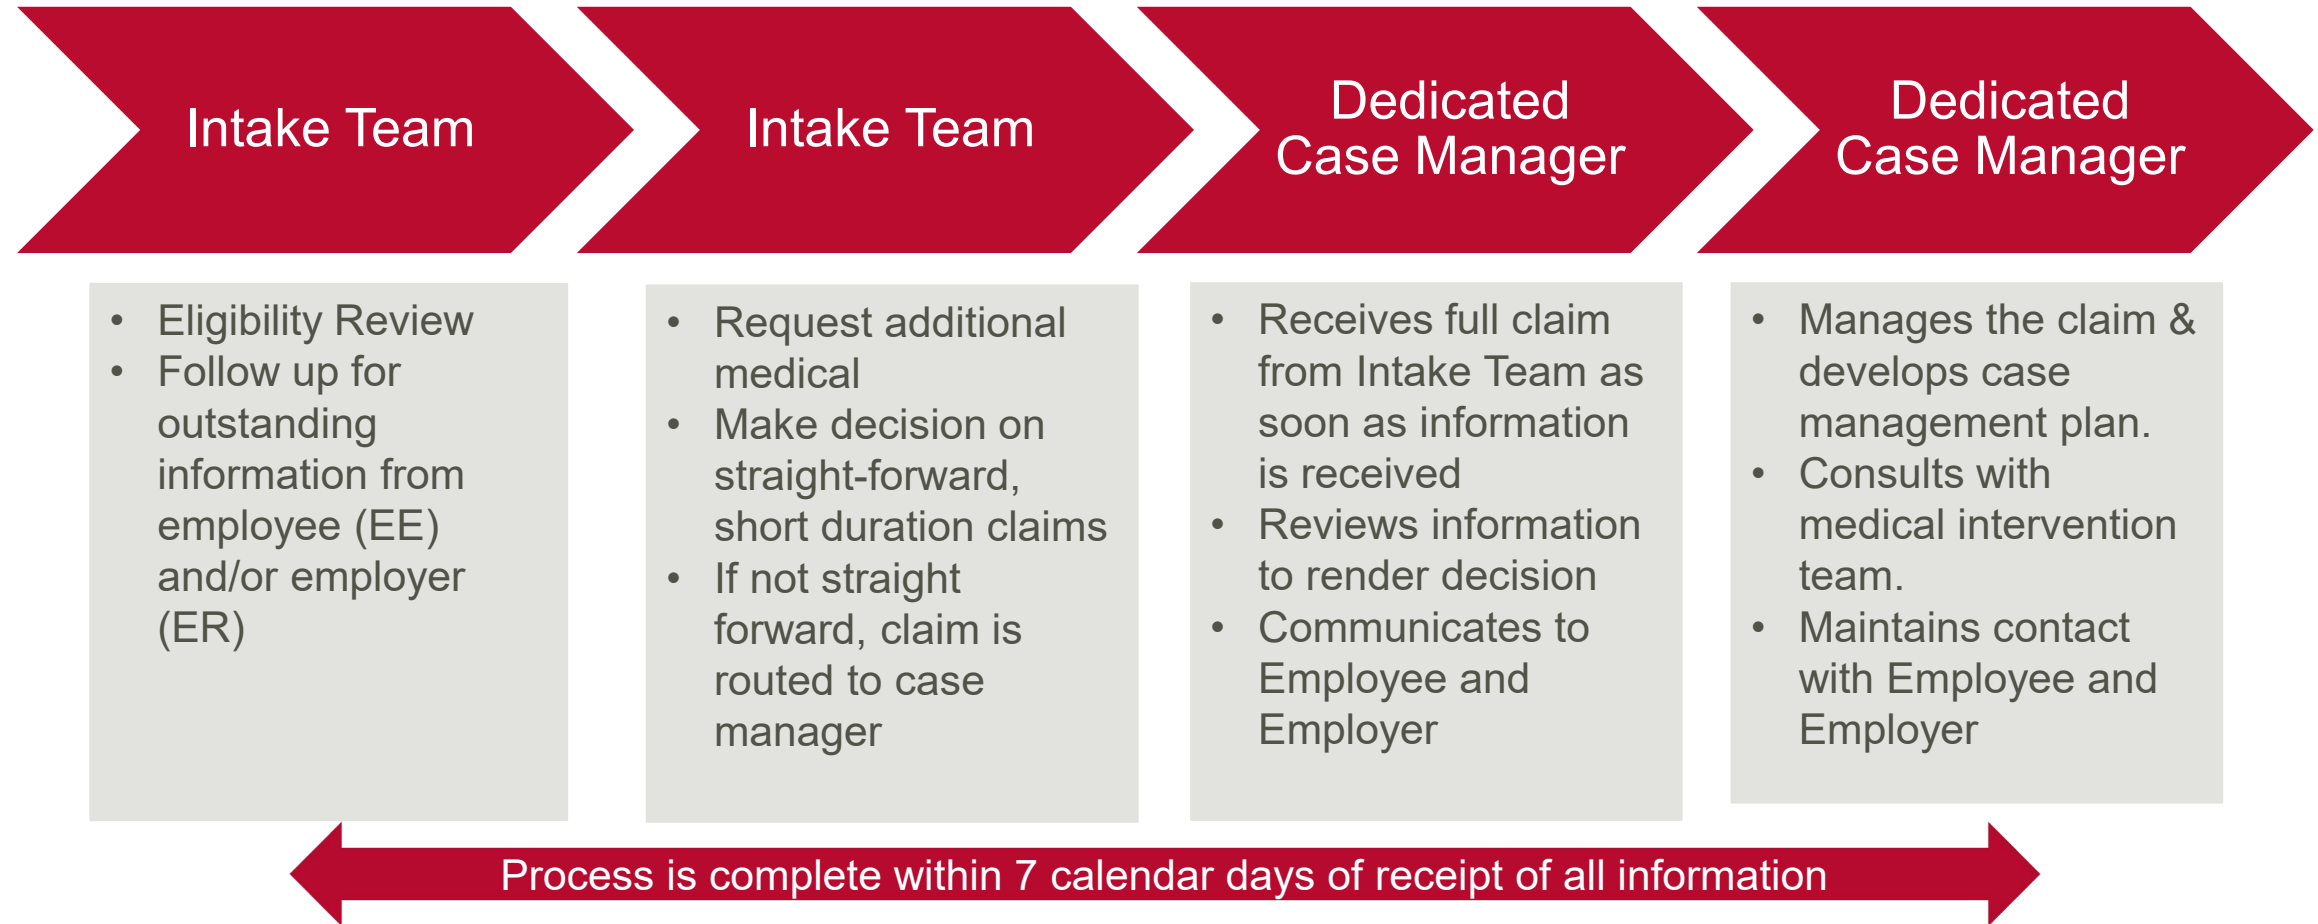 Intake Team
Intake Team
Dedicated
Case Manager
Dedicated
Case Manager
• Eligibility Review
• Follow up for
outstanding
information from
employee (EE)
and/or employer
(ER)
• Request additional
medical
• Make decision on
straight-forward,
short duration claims
• If not straight
forward, claim is
routed to case
manager
• Receives full claim
from Intake Team as
soon as information
is received
• Reviews information
to render decision
• Communicates to
Employee and
Employer
• Manages the claim &
develops case
management plan.
• Consults with
medical intervention
team.
• Maintains contact
with Employee and
Employer
Process is complete within 7 calendar days of receipt of all information